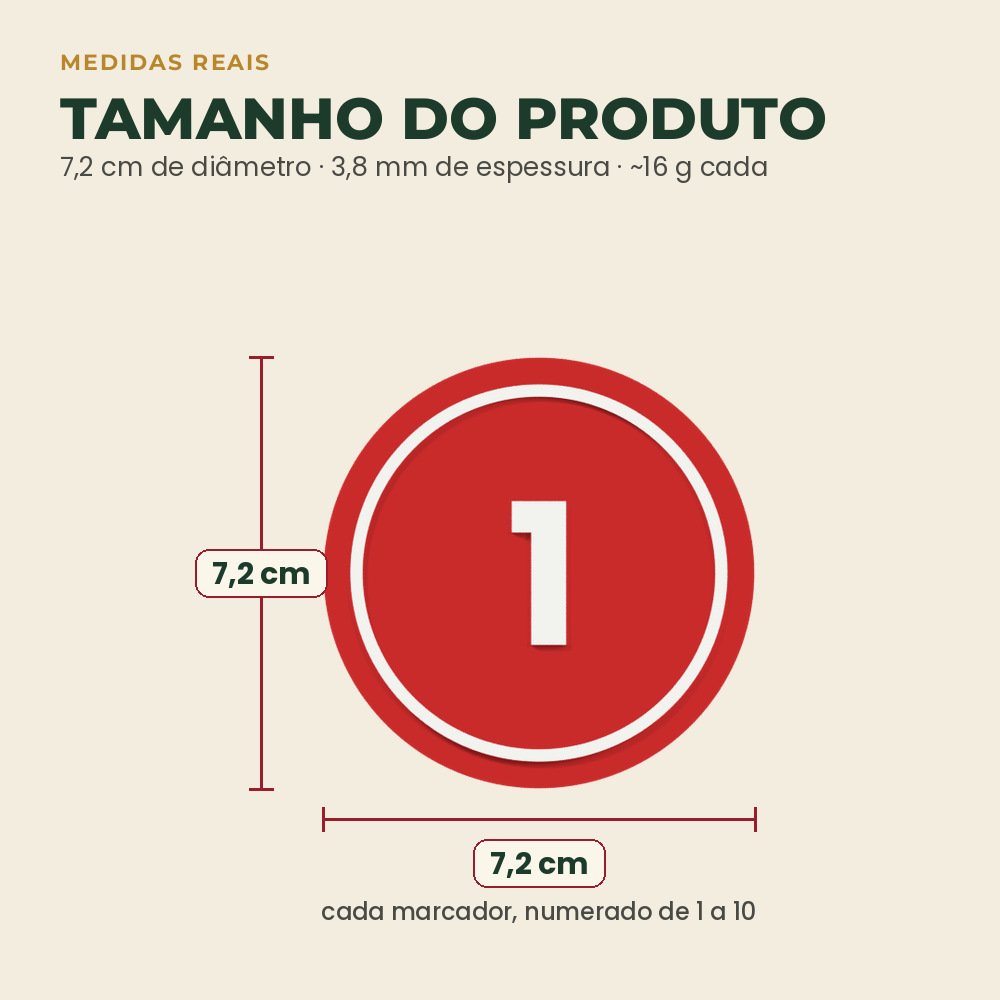 MEDIDAS REAIS
TAMANHO DO PRODUTO
7,2 cm de diâmetro · 3,8 mm de espessura · ~16 g cada
1
7,2 cm
7,2 cm
cada marcador, numerado de 1 a 10